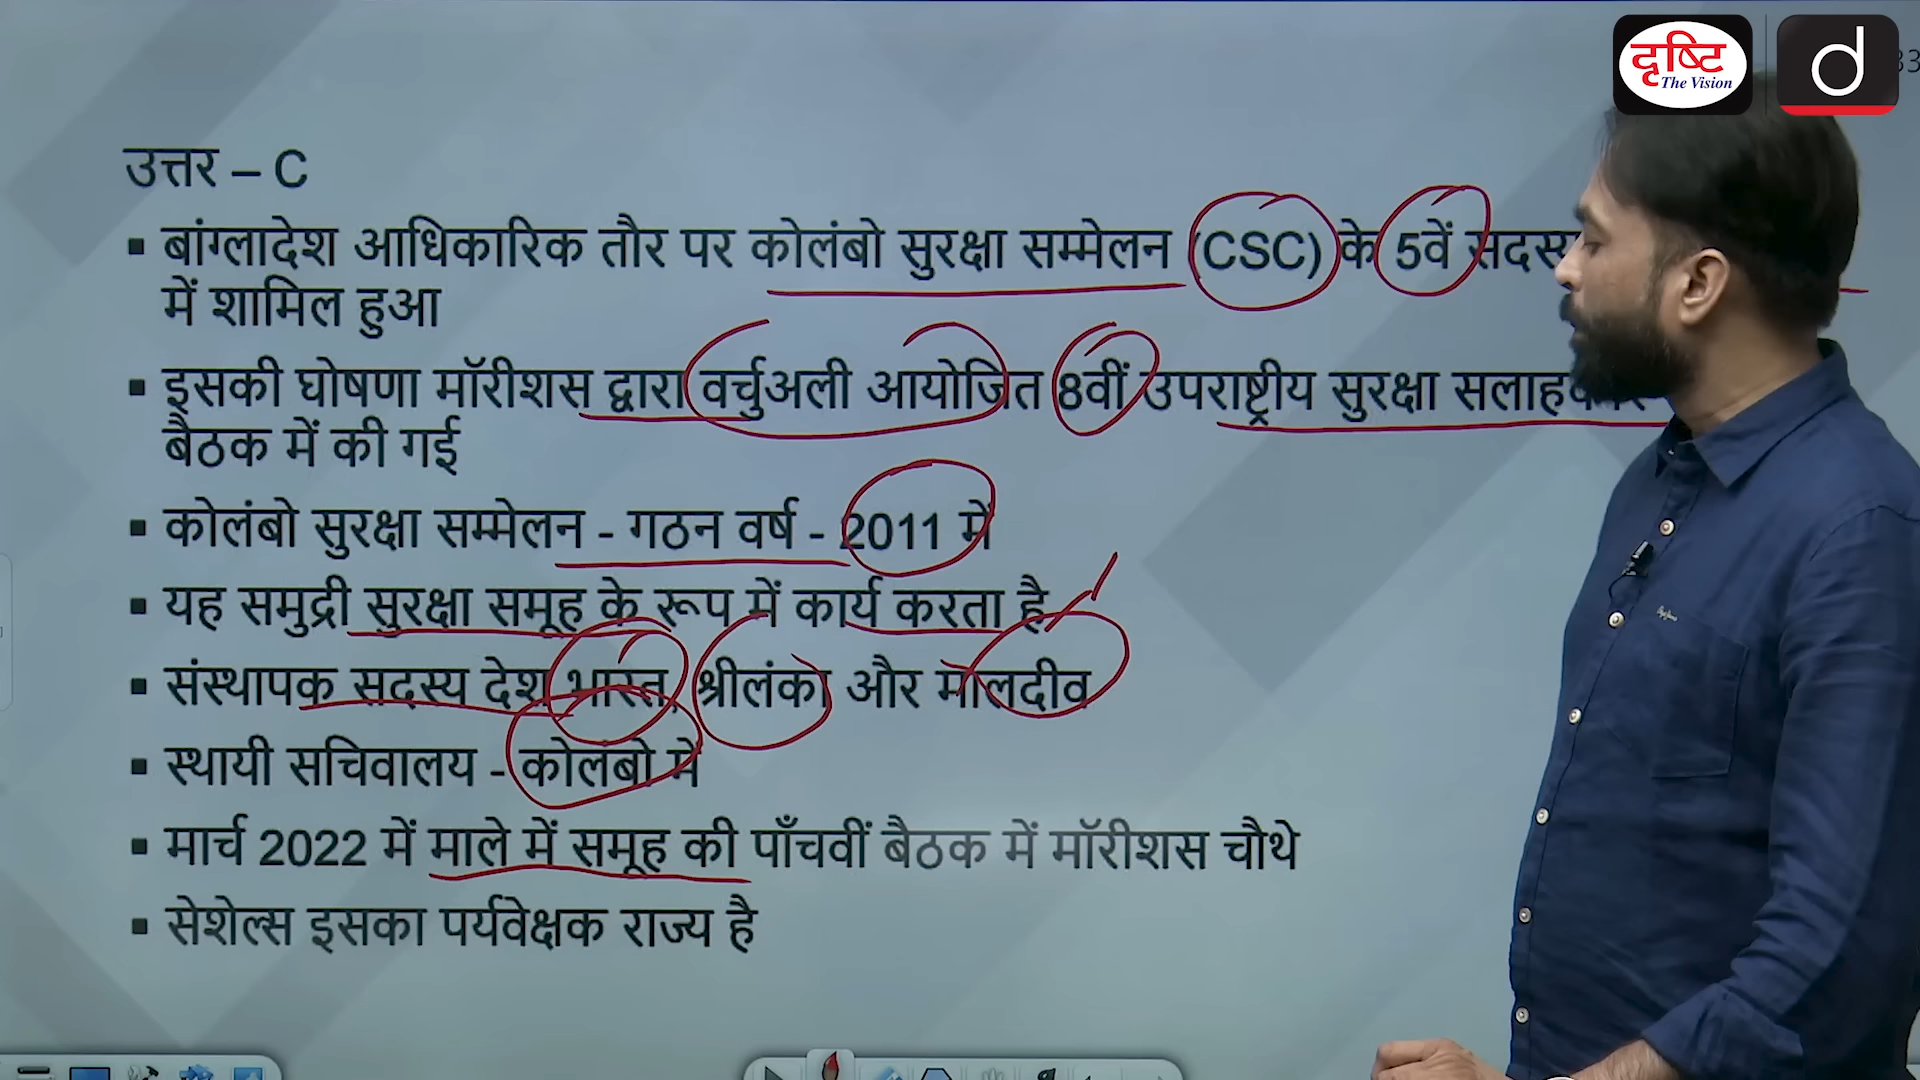 दृष्टि
The Vision
d
33
उत्तर – C
▪ बांग्लादेश आधिकारिक तौर पर कोलंबो सुरक्षा सम्मेलन (CSC) के 5वें
में शामिल हुआ
▪ इसकी घोषणा मॉरीशस द्वारा वर्चुअली आयोजित 8वीं उपराष्ट्रीय सुरक्षा
बैठक में की गई
▪ कोलंबो सुरक्षा सम्मेलन - गठन वर्ष - 2011 में
▪ यह समुद्री सुरक्षा समूह के रूप में कार्य करता है
▪ संस्थापक सदस्य देश भारत, श्रीलंका और मालदीव
▪ स्थायी सचिवालय - कोलंबो में
▪ मार्च 2022 में माले में समूह की पाँचवीं बैठक में मॉरीशस चौथे
▪ सेशेल्स इसका पर्यवेक्षक राज्य है